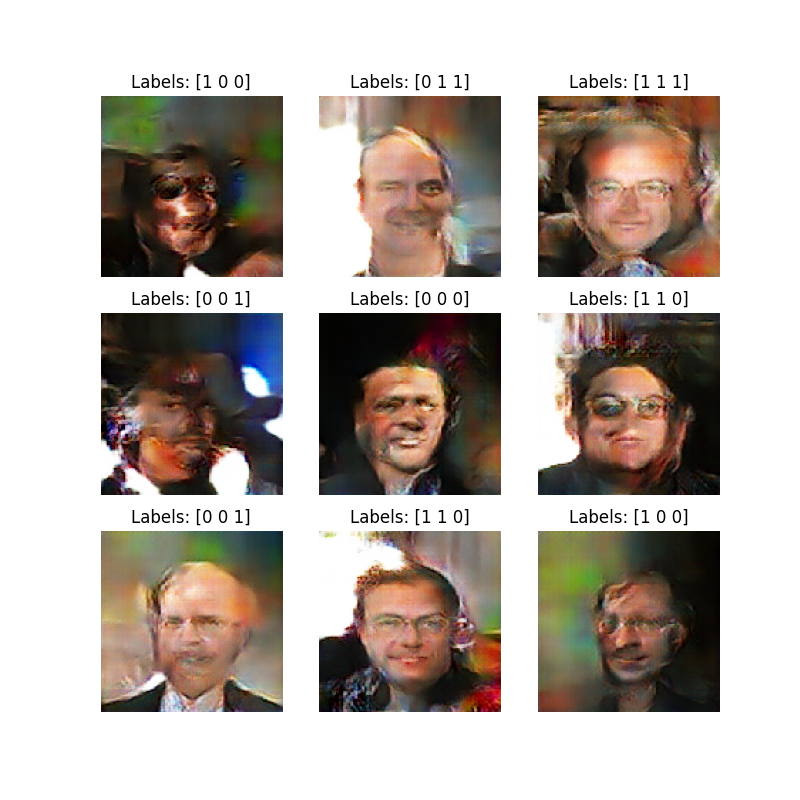 Labels: [1 0 0]
Labels: [0 1 1]
Labels: [1 1 1]
Labels: [0 0 1]
Labels: [0 0 0]
Labels: [1 1 0]
Labels: [0 0 1]
Labels: [1 1 0]
Labels: [1 0 0]